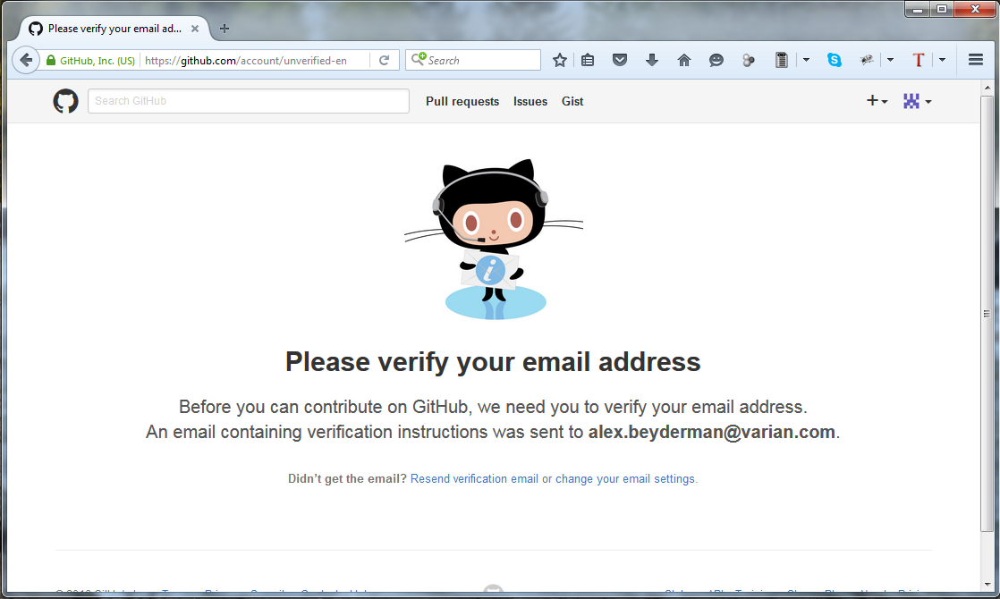 Please verify your email ad...
GitHub, Inc. (US)
https://github.com/account/unverified-en
Search
T
S
Search GitHub
Pull requests
Issues
Gist
i
Please verify your email address
Before you can contribute on GitHub, we need you to verify your email address.
An email containing verification instructions was sent to alex.beyderman@varian.com.
Didn't get the email? Resend verification email or change your email settings.